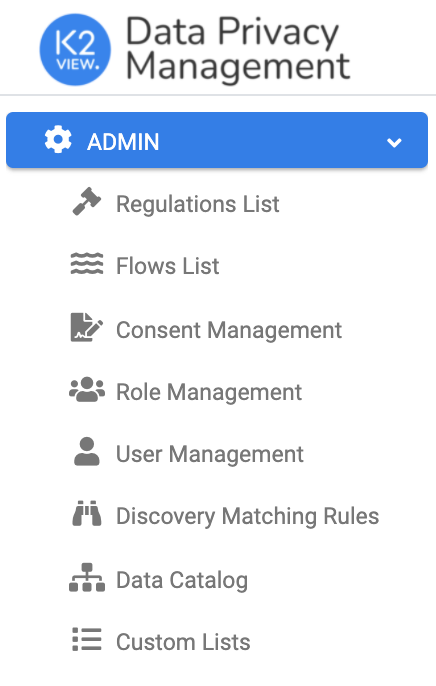 K2
VIEW.
Data Privacy
Management
ADMIN
Regulations List
Flows List
Consent Management
Role Management
User Management
Discovery Matching Rules
Data Catalog
Custom Lists